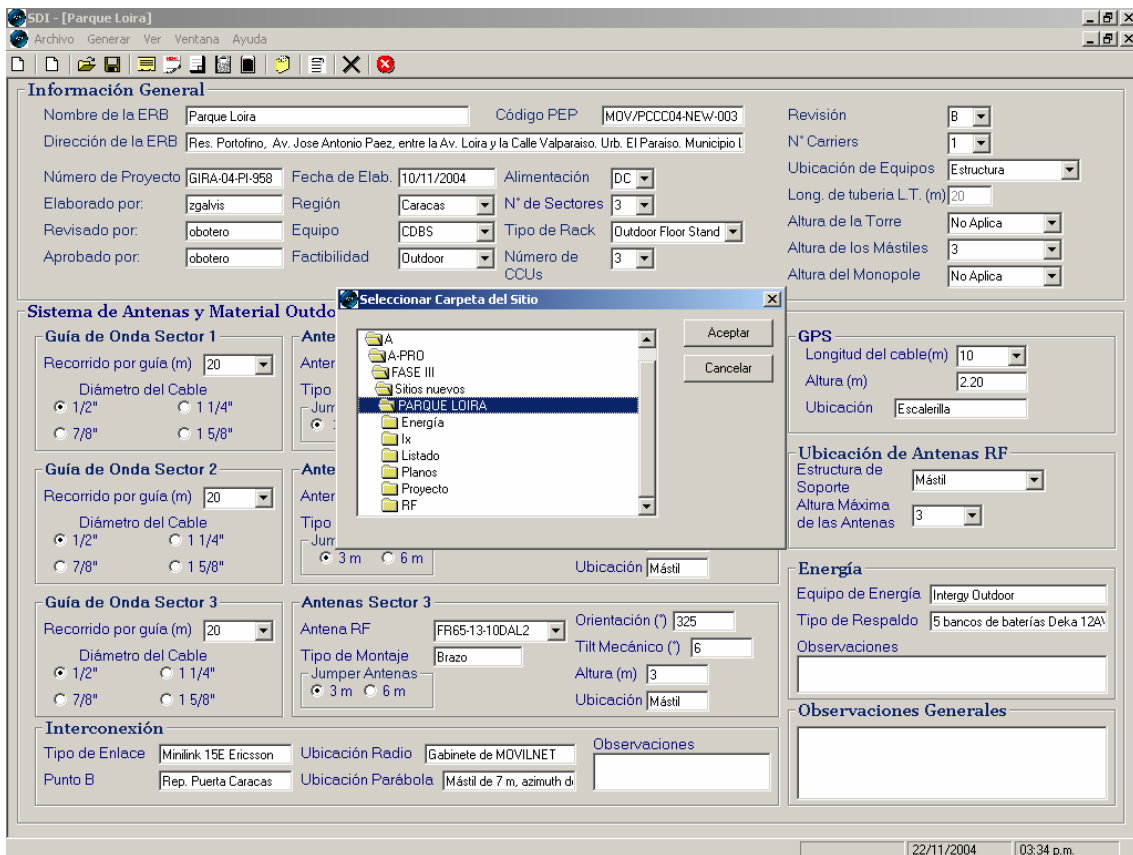 SDI - [Parque Loira]
Archivo Generar Ver Ventana Ayuda
Información General
Nombre de la ERB Parque Loira Código PEP MOV/PCCC04-NEW-003
Dirección de la ERB Res. Portofino, Av. Jose Antonio Paez, entre la Av. Loira y la Calle Valparaiso. Urb. El Paraiso. Municipio L
Número de Proyecto GIRA-04-PI-958 Fecha de Elab. 10/11/2004 Alimentación DC
Elaborado por: zgalvis Región Caracas N° de Sectores 3
Revisado por: obotero Equipo CDBS Tipo de Rack Outdoor Floor Stand
Aprobado por: obotero Factibilidad Outdoor Número de CCUs 3
Revisión B
N° Carriers 1
Ubicación de Equipos Estructura
Long. de tuberia L.T. (m) 20
Altura de la Torre No Aplica
Altura de los Mástiles 3
Altura del Monopole No Aplica
Seleccionar Carpeta del Sitio
A
A-PRO
FASE III
Sitios nuevos
PARQUE LOIRA
Energía
Ix
Listado
Planos
Proyecto
RF
Aceptar
Cancelar
Sistema de Antenas y Material Outdo
Guía de Onda Sector 1
Recorrido por guía (m) 20
Diámetro del Cable
1/2" 1 1/4"
7/8" 1 5/8"
Ante
Anter
Tipo
Jum
Guía de Onda Sector 2
Recorrido por guía (m) 20
Diámetro del Cable
1/2" 1 1/4"
7/8" 1 5/8"
Ante
Anter
Tipo
Jum
3 m 6 m
Ubicación Mástil
Guía de Onda Sector 3
Recorrido por guía (m) 20
Diámetro del Cable
1/2" 1 1/4"
7/8" 1 5/8"
Antenas Sector 3
Antena RF FR65-13-10DAL2 Orientación (°) 325
Tipo de Montaje Brazo Tilt Mecánico (°) 6
Jumper Antenas
3 m 6 m
Altura (m) 3
Ubicación Mástil
GPS
Longitud del cable(m) 10
Altura (m) 2.20
Ubicación Escalerilla
Ubicación de Antenas RF
Estructura de Soporte Mástil
Altura Máxima de las Antenas 3
Energía
Equipo de Energía Intergy Outdoor
Tipo de Respaldo 5 bancos de baterías Deka 12A\
Observaciones
Observaciones Generales
Interconexión
Tipo de Enlace Minilink 15E Ericsson Ubicación Radio Gabinete de MOVILNET Observaciones
Punto B Rep. Puerta Caracas Ubicación Parábola Mástil de 7 m, azimuth de
22/11/2004 03:34 p.m.